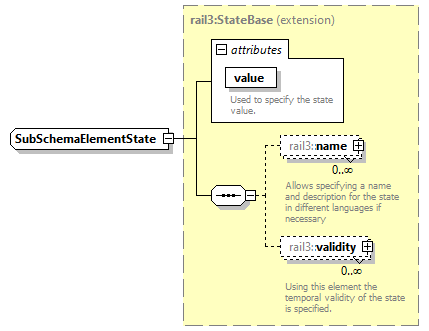 rail3:StateBase (extension)
attributes
value
Used to specify the state
value.
SubSchemaElementState
rail3::name
0..∞
Allows specifying a name
and description for the state
in different languages if
necessary
rail3::validity
0..∞
Using this element the
temporal validity of the state
is specified.